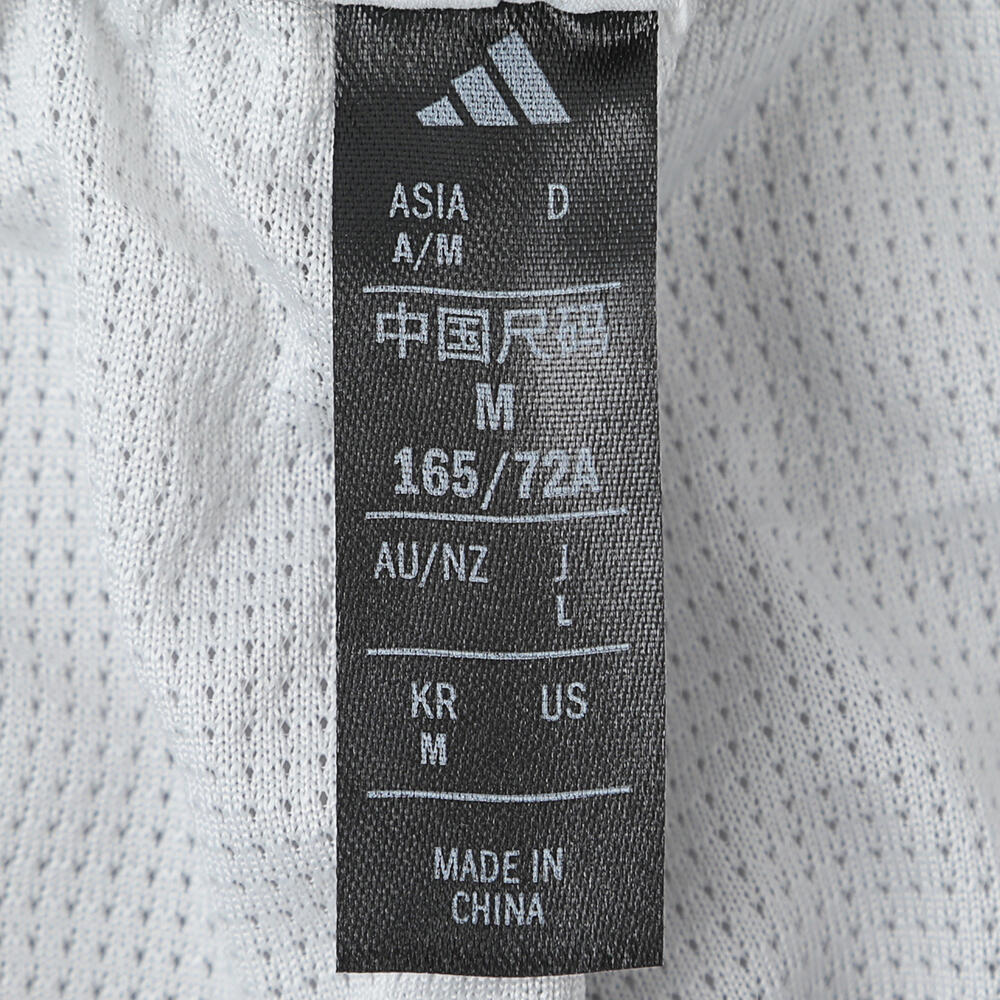 ASIA D
A/M
中国尺码
M
165/72A
AU/NZ J
L
KR US
M
MADE IN
CHINA